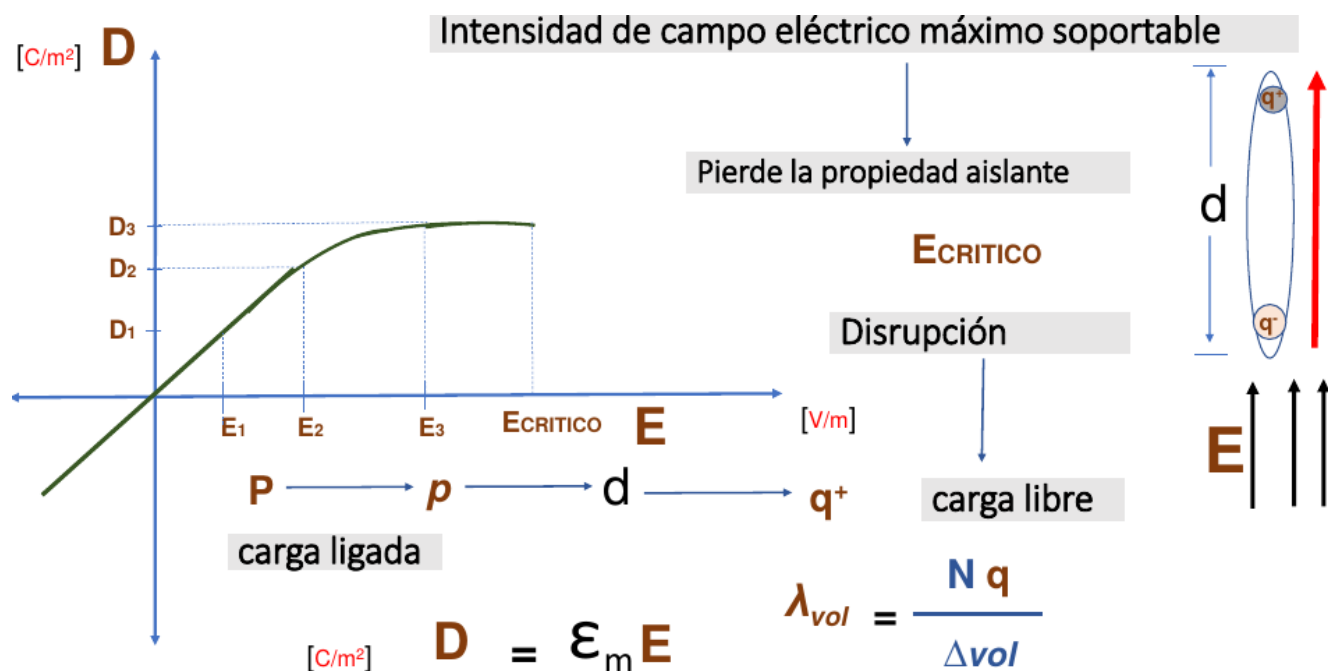 Intensidad de campo eléctrico máximo soportable
[C/m²] D
q⁺
Pierde la propiedad aislante
d
D₃
ECRITICO
D₂
q⁻
D₁
Disrupción
E₁ E₂ E₃ ECRITICO E [V/m]
E
P p d q⁺ carga libre
carga ligada
λvol = N q / Δvol
[C/m²] D = εm E